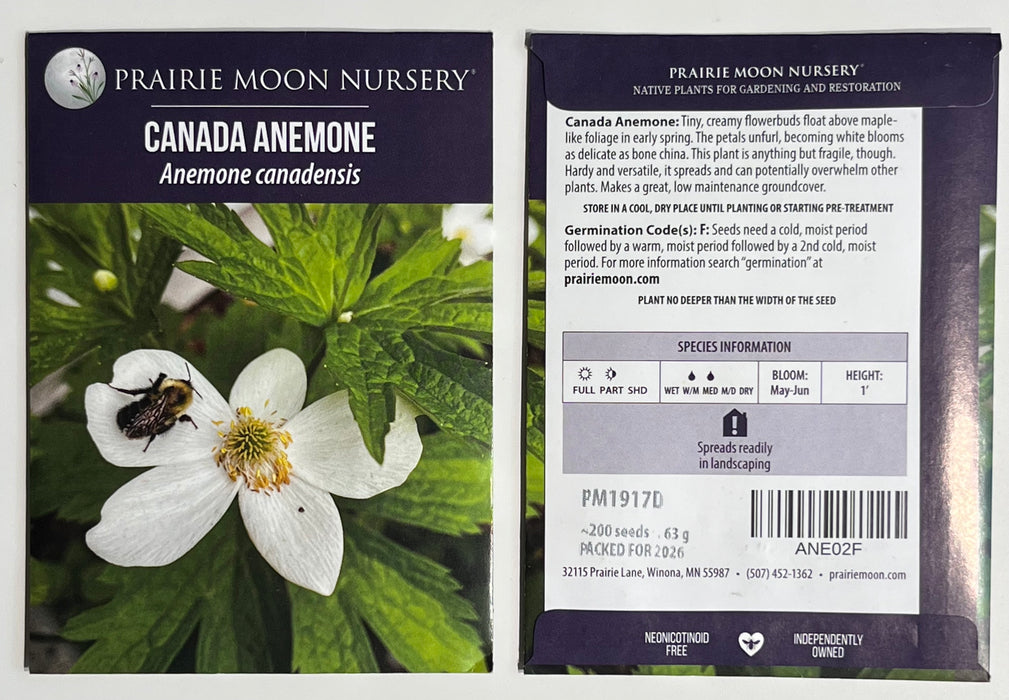 PRAIRIE MOON NURSERY®
CANADA ANEMONE
Anemone canadensis
PRAIRIE MOON NURSERY®
NATIVE PLANTS FOR GARDENING AND RESTORATION
Canada Anemone: Tiny, creamy flowerbuds float above maple-
like foliage in early spring. The petals unfurl, becoming white blooms
as delicate as bone china. This plant is anything but fragile, though.
Hardy and versatile, it spreads and can potentially overwhelm other
plants. Makes a great, low maintenance groundcover.
STORE IN A COOL, DRY PLACE UNTIL PLANTING OR STARTING PRE-TREATMENT
Germination Code(s): F: Seeds need a cold, moist period
followed by a warm, moist period followed by a 2nd cold, moist
period. For more information search "germination" at
prairiemoon.com
PLANT NO DEEPER THAN THE WIDTH OF THE SEED
SPECIES INFORMATION
FULL PART SHD
WET W/M MED M/D DRY
BLOOM:
May-Jun
HEIGHT:
1'
!
Spreads readily
in landscaping
PM1917D
~200 seeds .63 g
PACKED FOR 2026
ANE02F
32115 Prairie Lane, Winona, MN 55987 • (507) 452-1362 • prairiemoon.com
NEONICOTINOID
FREE
INDEPENDENTLY
OWNED